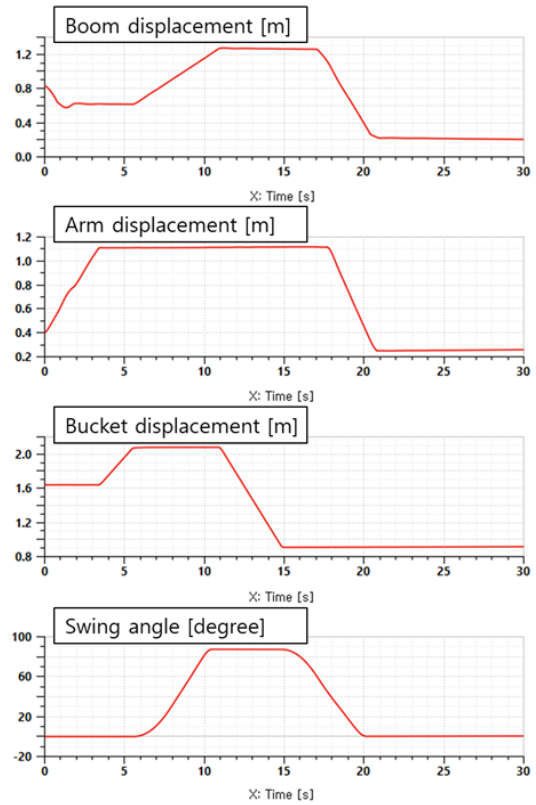 Boom displacement [m]
1.2
0.8
0.4
0.0
0 5 10 15 20 25 30
X: Time [s]
Arm displacement [m]
1.2
1.0
0.8
0.6
0.4
0.2
0 5 10 15 20 25 30
X: Time [s]
Bucket displacement [m]
2.0
1.6
1.2
0.8
0 5 10 15 20 25 30
X: Time [s]
Swing angle [degree]
100
60
20
-20
0 5 10 15 20 25 30
X: Time [s]